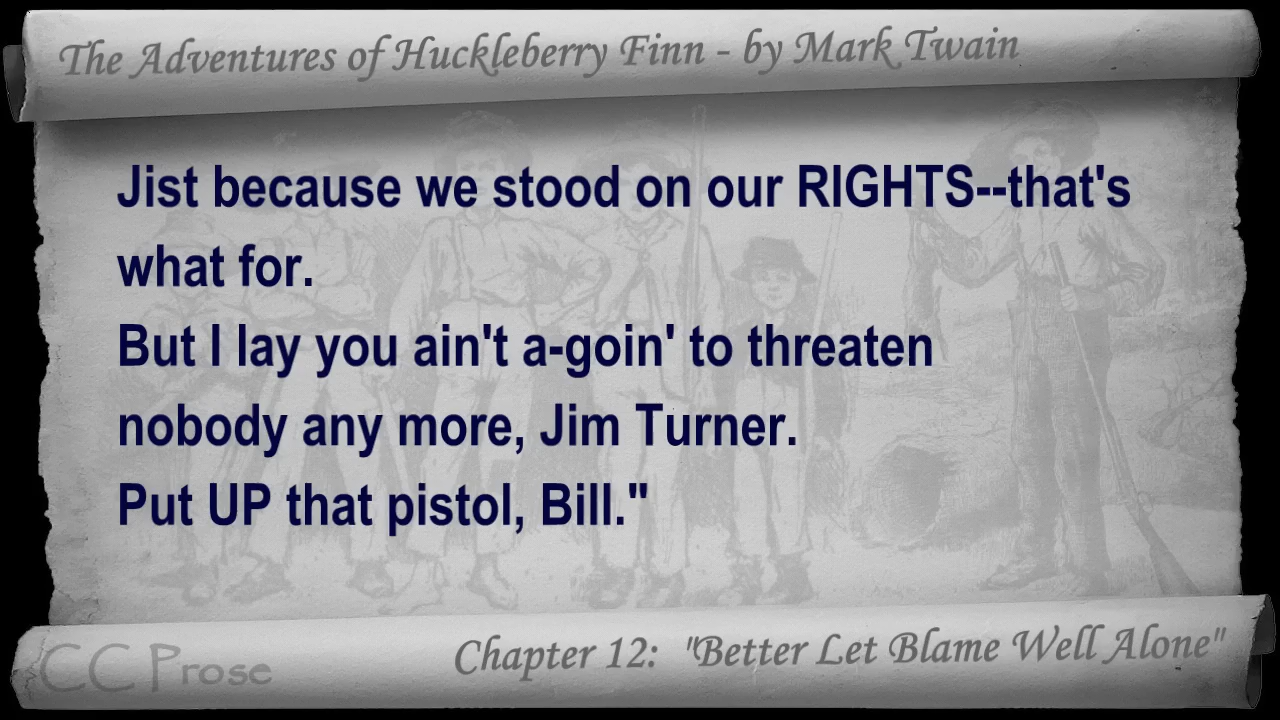 The Adventures of Huckleberry Finn - by Mark Twain
Jist because we stood on our RIGHTS--that's
what for.
But I lay you ain't a-goin' to threaten
nobody any more, Jim Turner.
Put UP that pistol, Bill."
CC Prose
Chapter 12: "Better Let Blame Well Alone"